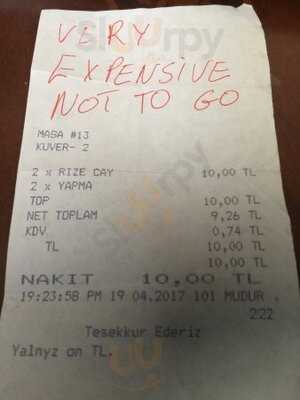 VERY
EXPENSIVE
NOT TO GO
MASA #13
KUVER- 2
2 x RIZE CAY 10,00 TL
2 x YAPMA
TOP 10,00 TL
NET TOPLAM 9,26 TL
KDV 0,74 TL
TL 10,00 TL
10,00 TL
NAKIT 10,00 TL
19:23:58 PM 19 04.2017 101 MUDUR .
222
Tesekkur Ederiz
Yalnyz on TL.